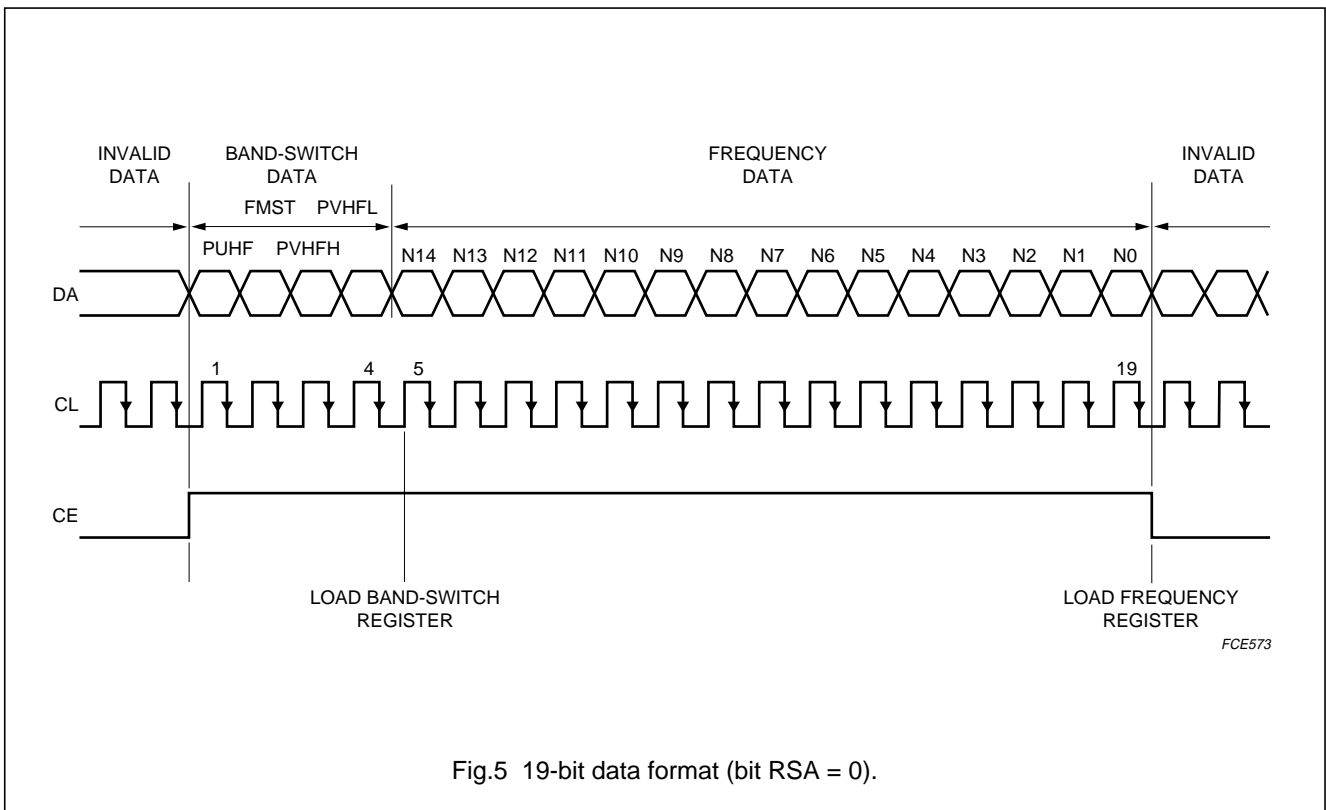 INVALID DATA
BAND-SWITCH DATA
FREQUENCY DATA
INVALID DATA
FMST PVHFL
PUHF PVHFH
N14 N13 N12 N11 N10 N9 N8 N7 N6 N5 N4 N3 N2 N1 N0
DA
1 4 5 19
CL
CE
LOAD BAND-SWITCH REGISTER
LOAD FREQUENCY REGISTER
FCE573
Fig.5 19-bit data format (bit RSA = 0).